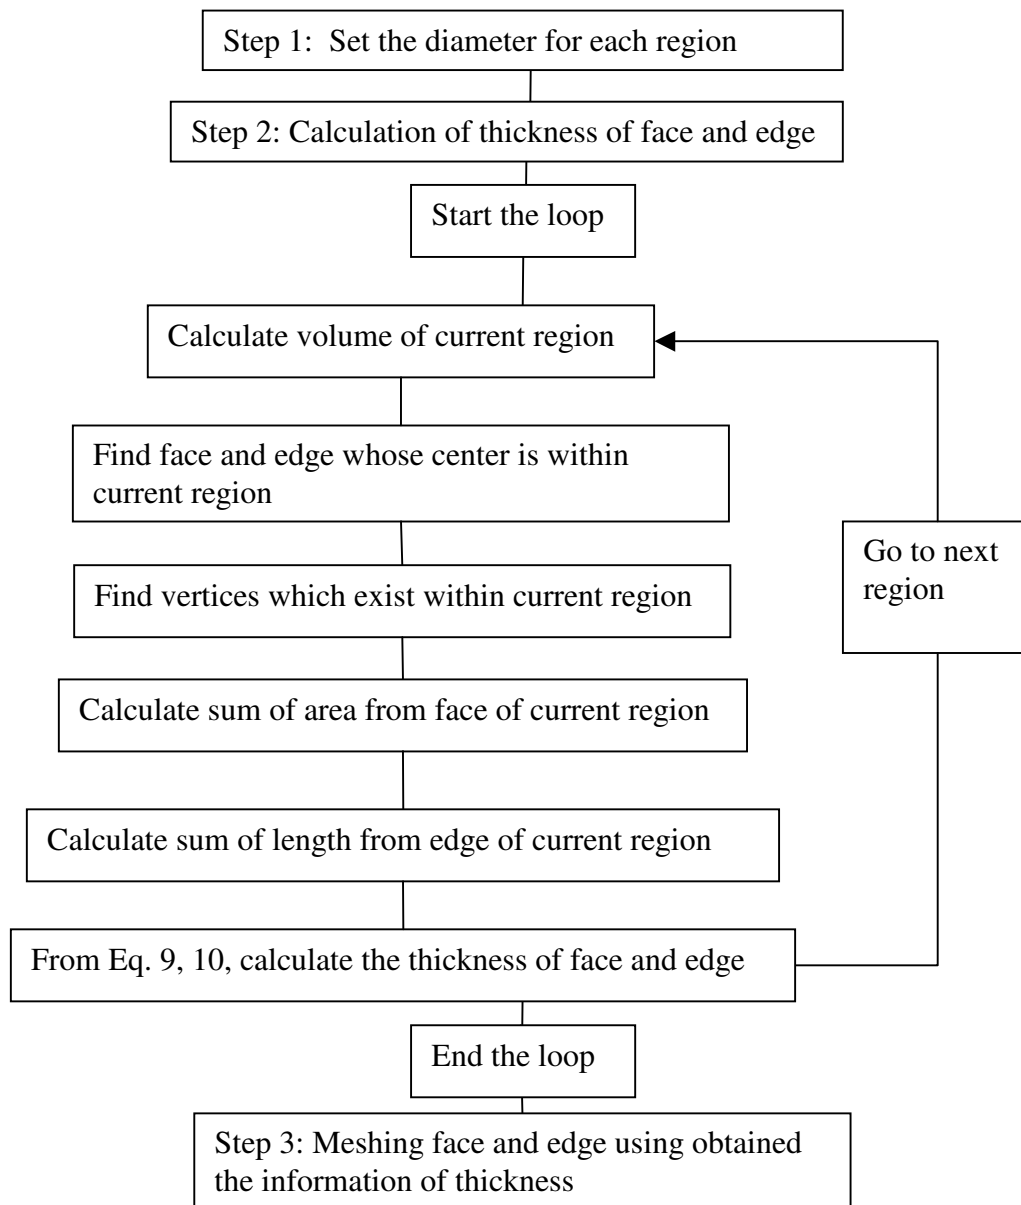 Step 1:  Set the diameter for each region
Step 2: Calculation of thickness of face and edge
Start the loop
Calculate volume of current region
Find face and edge whose center is within
current region
Go to next
region
Find vertices which exist within current region
Calculate sum of area from face of current region
Calculate sum of length from edge of current region
From Eq. 9, 10, calculate the thickness of face and edge
End the loop
Step 3: Meshing face and edge using obtained
the information of thickness